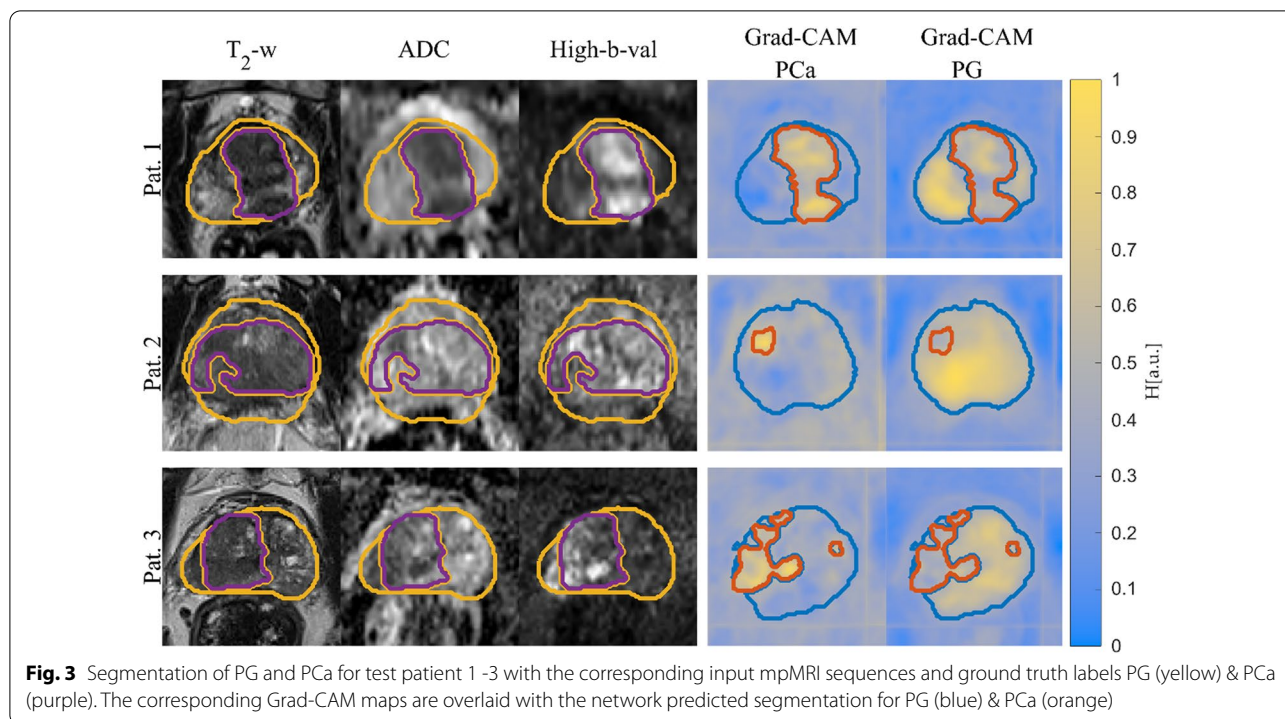 T2-w ADC High-b-val Grad-CAM PCa Grad-CAM PG
Pat. 1
Pat. 2
Pat. 3
1
0.9
0.8
0.7
0.6
0.5
0.4
0.3
0.2
0.1
0
H[a.u.]
Fig. 3 Segmentation of PG and PCa for test patient 1 -3 with the corresponding input mpMRI sequences and ground truth labels PG (yellow) & PCa
(purple). The corresponding Grad-CAM maps are overlaid with the network predicted segmentation for PG (blue) & PCa (orange)